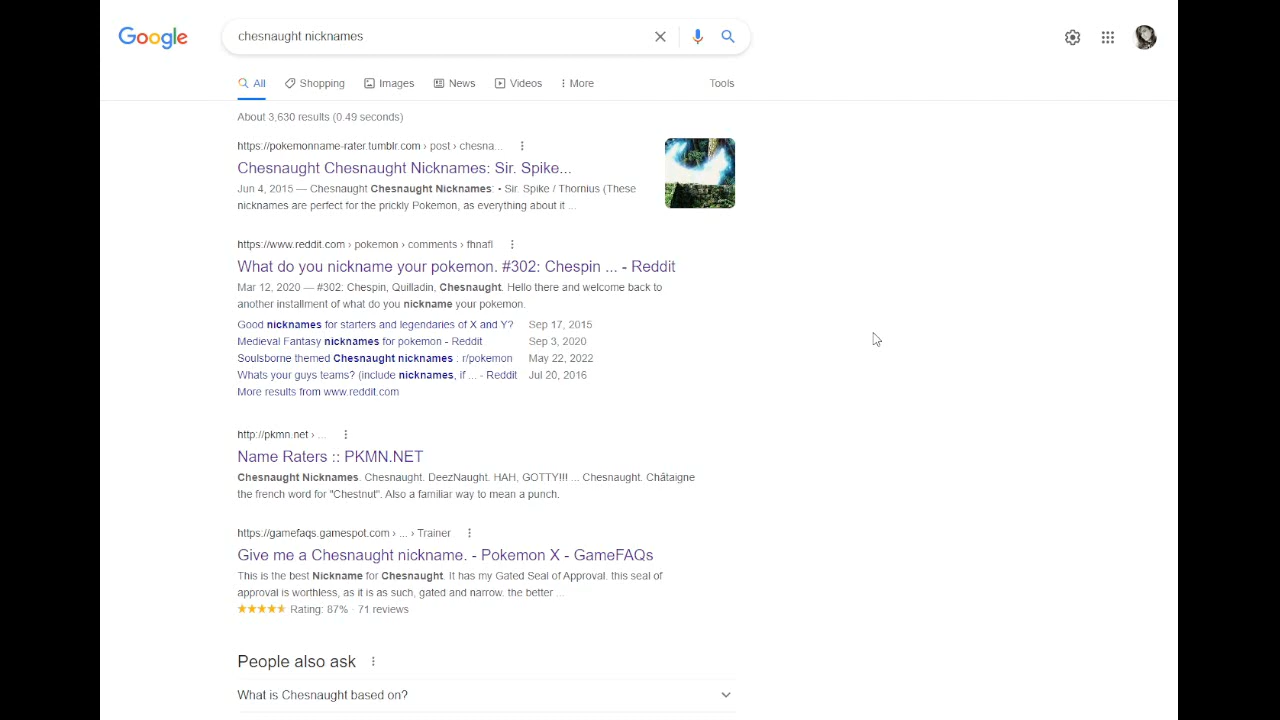 Google
chesnaught nicknames
All Shopping Images News Videos More Tools
About 3,630 results (0.49 seconds)
https://pokemonname-rater.tumblr.com › post › chesna...
Chesnaught Chesnaught Nicknames: Sir. Spike...
Jun 4, 2015 — Chesnaught Chesnaught Nicknames: • Sir. Spike / Thornius (These
nicknames are perfect for the prickly Pokemon, as everything about it ...
https://www.reddit.com › pokemon › comments › fhnafl
What do you nickname your pokemon. #302: Chespin ... - Reddit
Mar 12, 2020 — #302: Chespin, Quilladin, Chesnaught. Hello there and welcome back to
another installment of what do you nickname your pokemon.
Good nicknames for starters and legendaries of X and Y? Sep 17, 2015
Medieval Fantasy nicknames for pokemon - Reddit Sep 3, 2020
Soulsborne themed Chesnaught nicknames : r/pokemon May 22, 2022
Whats your guys teams? (include nicknames, if ... - Reddit Jul 20, 2016
More results from www.reddit.com
http://pkmn.net › ...
Name Raters :: PKMN.NET
Chesnaught Nicknames. Chesnaught. DeezNaught. HAH, GOTTY!!! ... Chesnaught. Châtaigne
the french word for "Chestnut". Also a familiar way to mean a punch.
https://gamefaqs.gamespot.com › ... › Trainer
Give me a Chesnaught nickname. - Pokemon X - GameFAQs
This is the best Nickname for Chesnaught. It has my Gated Seal of Approval. this seal of
approval is worthless, as it is as such, gated and narrow. the better ...
Rating: 87% · 71 reviews
People also ask
What is Chesnaught based on?